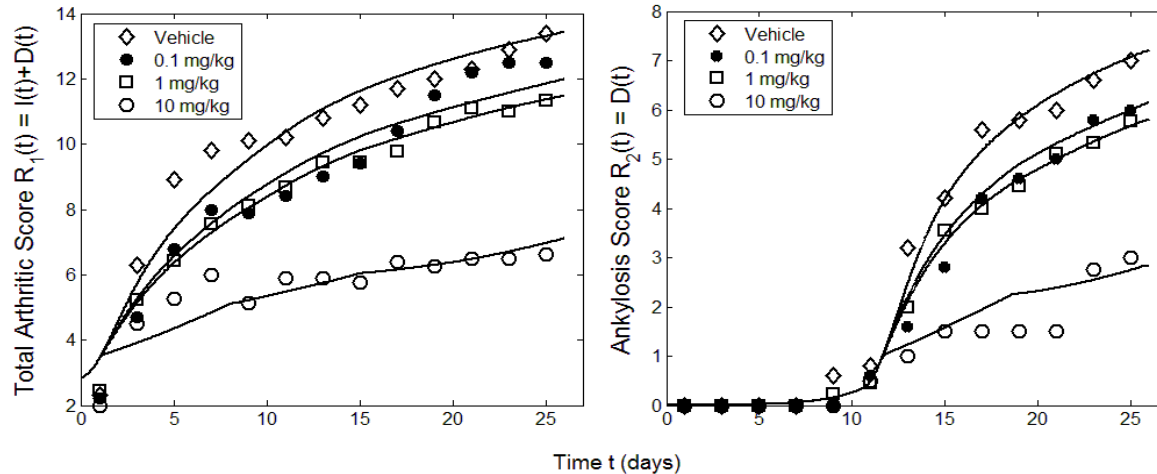 Total Arthritic Score R₁(t) = I(t)+D(t)
14
12
10
8
6
4
2
Vehicle
0.1 mg/kg
1 mg/kg
10 mg/kg
0 5 10 15 20 25
Ankylosis Score R₂(t) = D(t)
8
7
6
5
4
3
2
1
0
Vehicle
0.1 mg/kg
1 mg/kg
10 mg/kg
0 5 10 15 20 25
Time t (days)